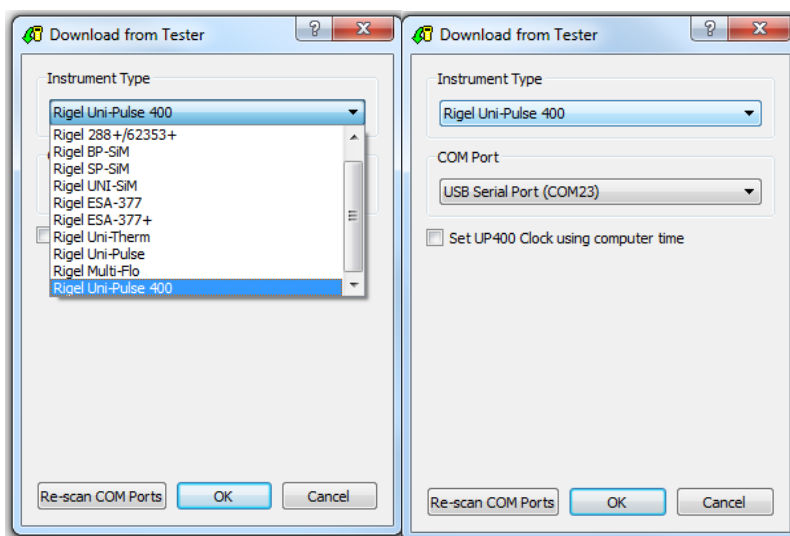 Download from Tester
Instrument Type
Rigel Uni-Pulse 400
Rigel 288+/62353+
Rigel BP-SiM
Rigel SP-SiM
Rigel UNI-SiM
Rigel ESA-377
Rigel ESA-377+
Rigel Uni-Therm
Rigel Uni-Pulse
Rigel Multi-Flo
Rigel Uni-Pulse 400
Re-scan COM Ports
OK
Cancel
Download from Tester
Instrument Type
Rigel Uni-Pulse 400
COM Port
USB Serial Port (COM23)
Set UP400 Clock using computer time
Re-scan COM Ports
OK
Cancel